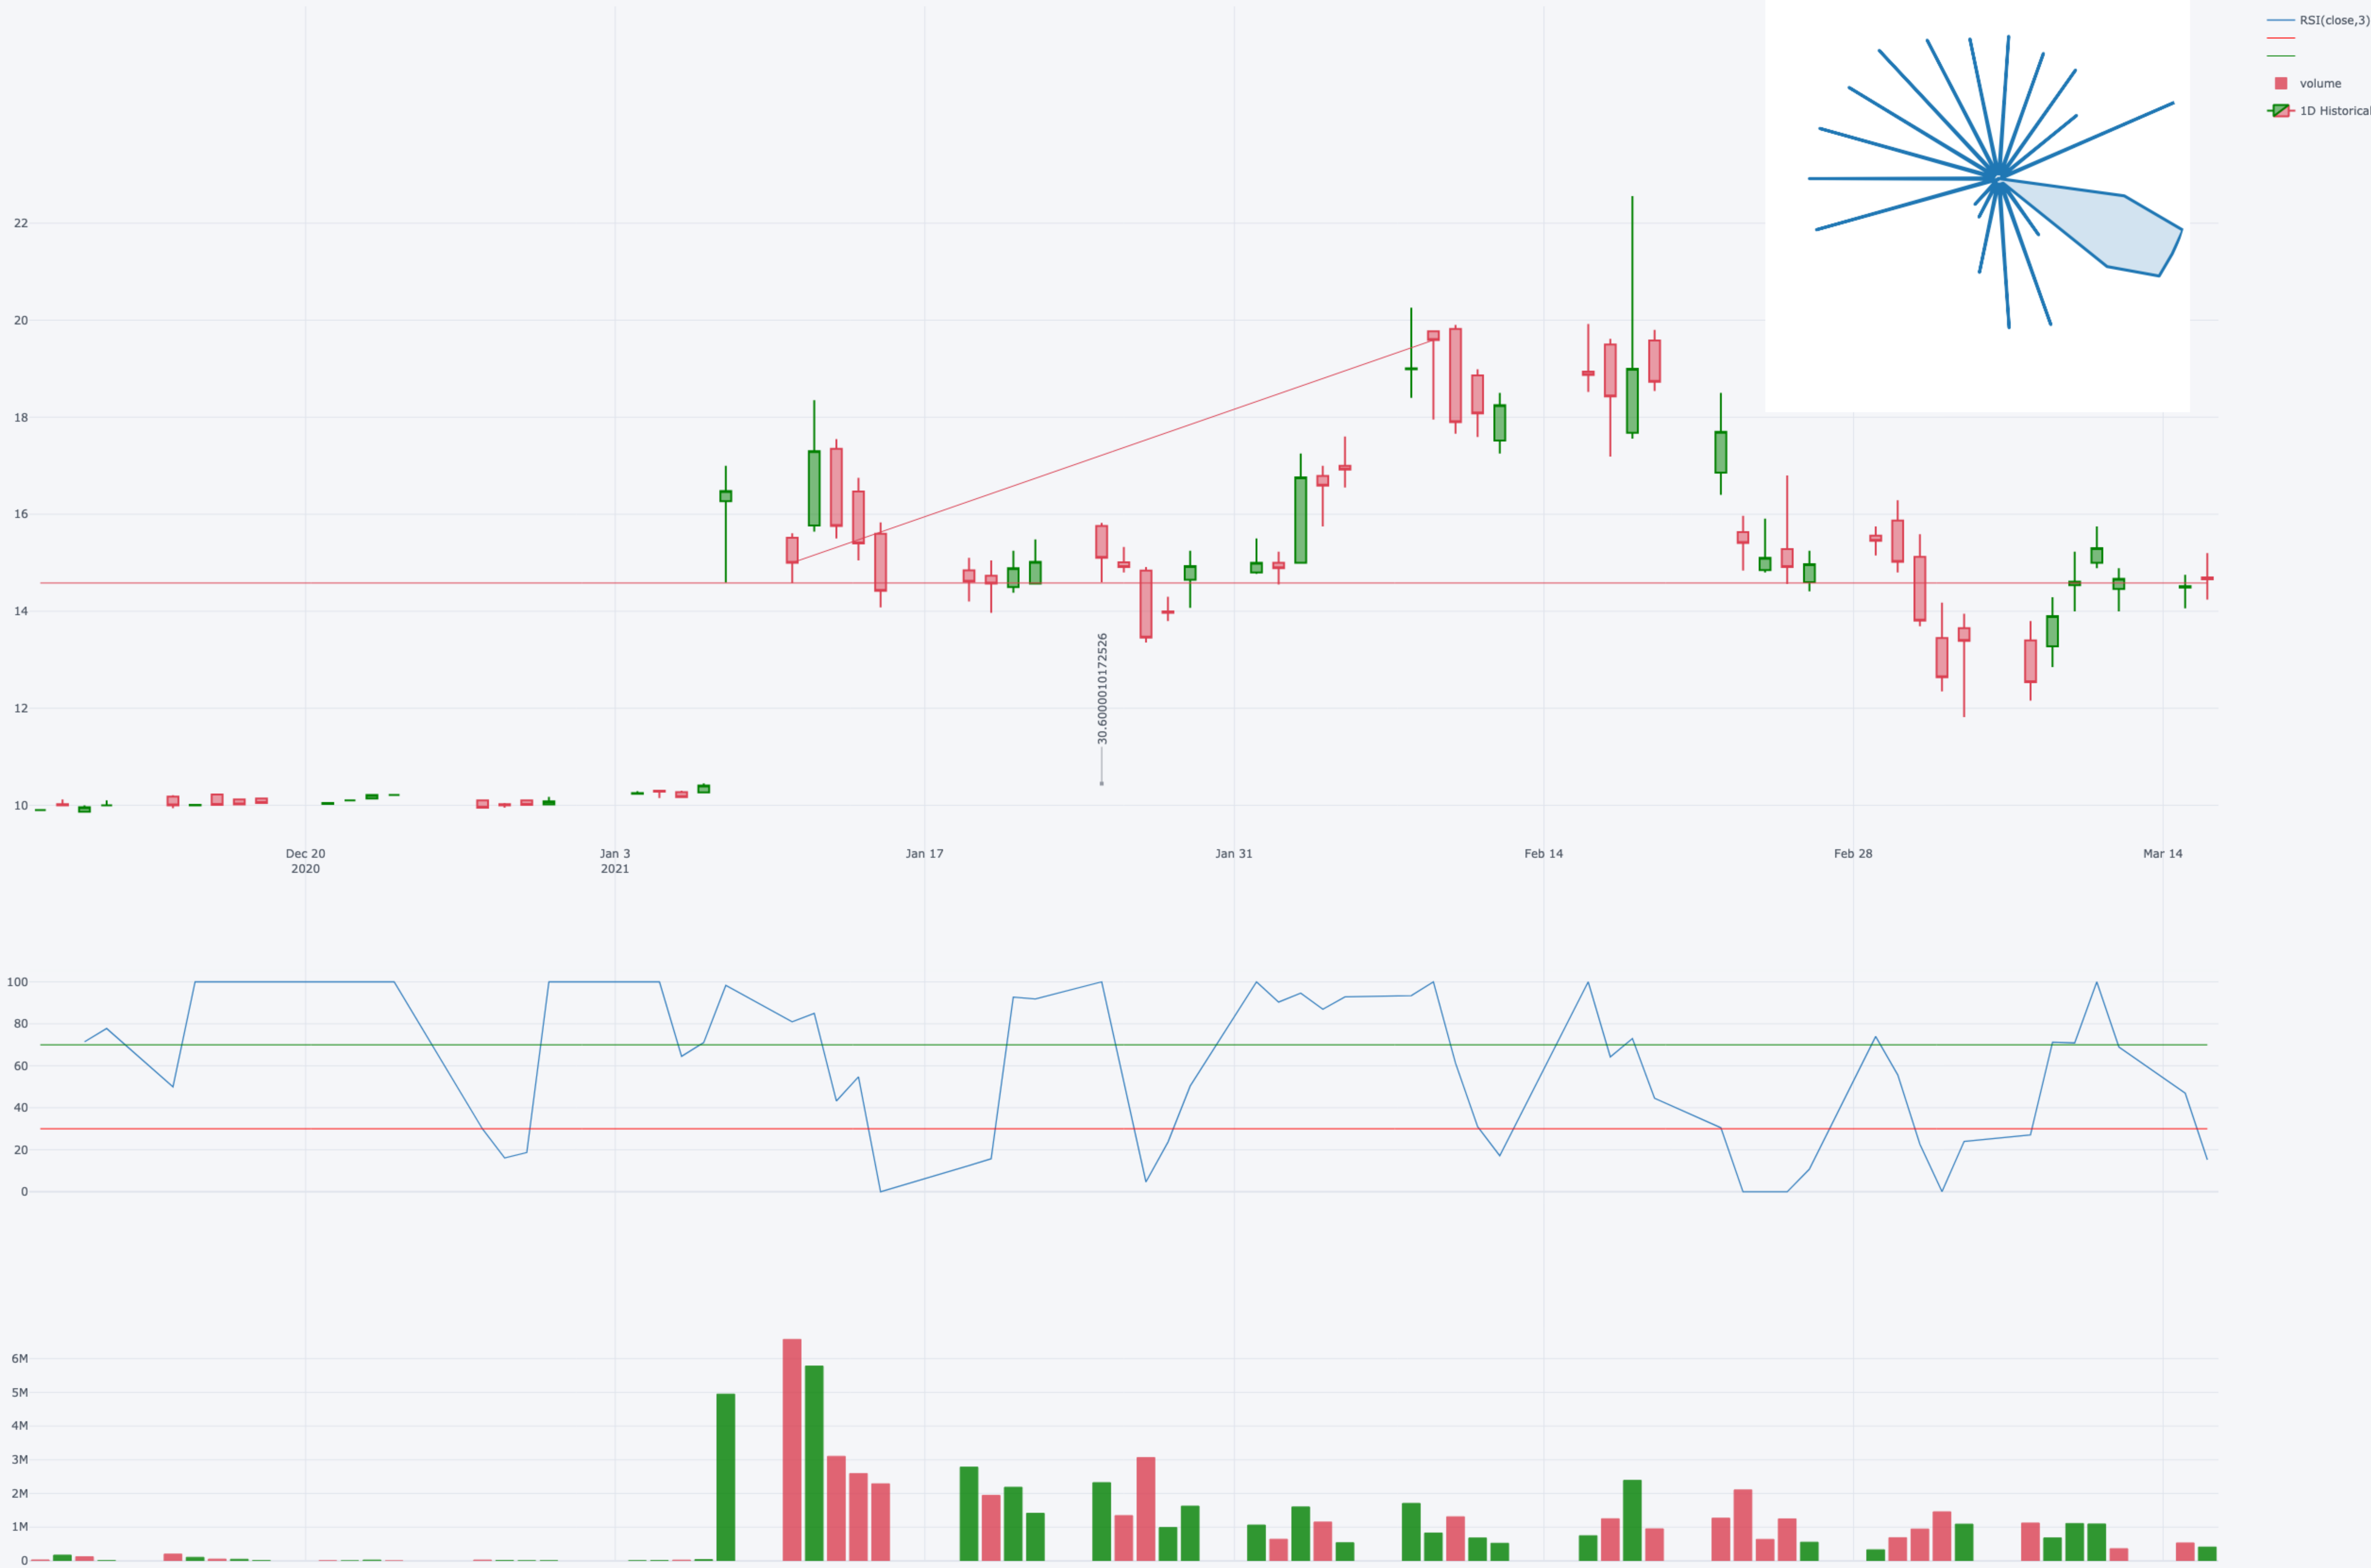 RSI(close,3)
volume
1D Historical
22
20
18
16
14
12
10
30.600001017252​6
Dec 20
2020
Jan 3
2021
Jan 17
Jan 31
Feb 14
Feb 28
Mar 14
100
80
60
40
20
0
6M
5M
4M
3M
2M
1M
0